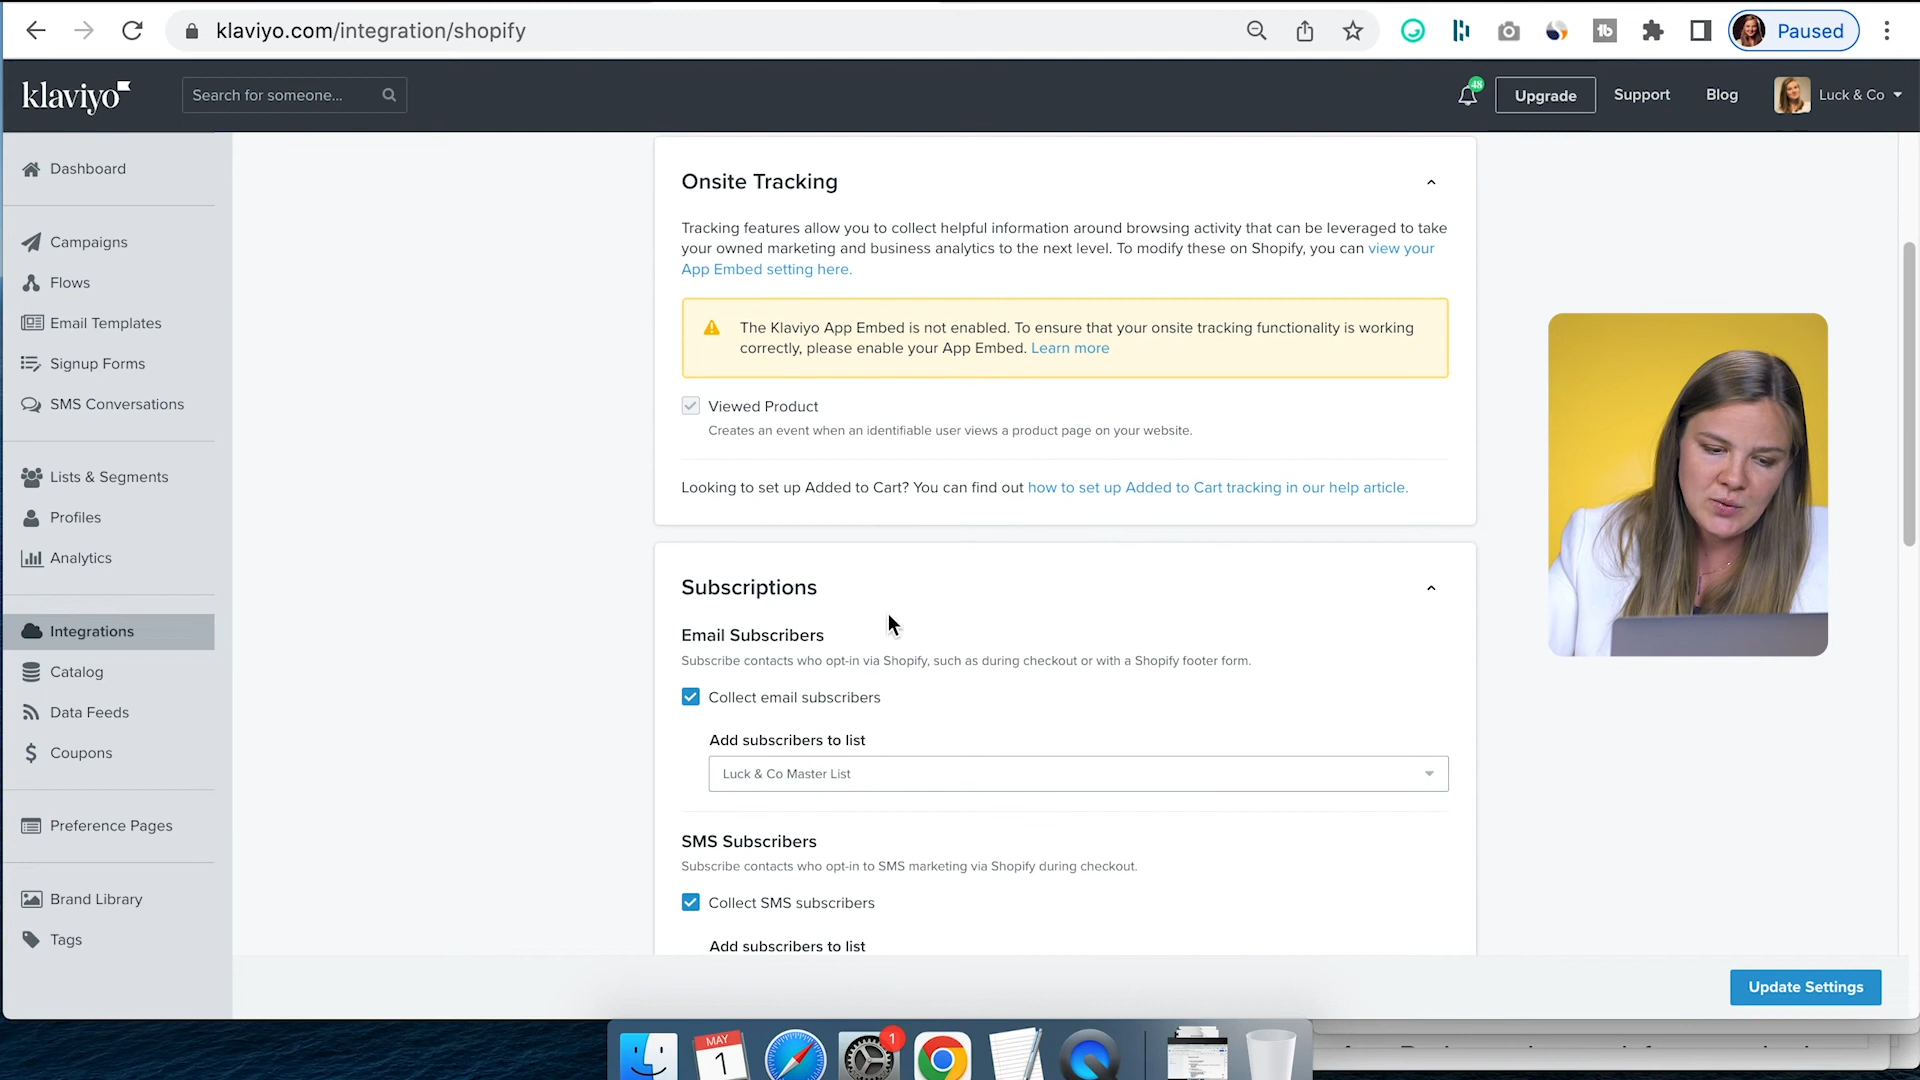 klaviyo.com/integration/shopify
Paused
klaviyo
Search for someone...
48
Upgrade
Support
Blog
Luck & Co
Dashboard
Campaigns
Flows
Email Templates
Signup Forms
SMS Conversations
Lists & Segments
Profiles
Analytics
Integrations
Catalog
Data Feeds
Coupons
Preference Pages
Brand Library
Tags
Onsite Tracking
Tracking features allow you to collect helpful information around browsing activity that can be leveraged to take
your owned marketing and business analytics to the next level. To modify these on Shopify, you can view your
App Embed setting here.
The Klaviyo App Embed is not enabled. To ensure that your onsite tracking functionality is working
correctly, please enable your App Embed. Learn more
Viewed Product
Creates an event when an identifiable user views a product page on your website.
Looking to set up Added to Cart? You can find out how to set up Added to Cart tracking in our help article.
Subscriptions
Email Subscribers
Subscribe contacts who opt-in via Shopify, such as during checkout or with a Shopify footer form.
Collect email subscribers
Add subscribers to list
Luck & Co Master List
SMS Subscribers
Subscribe contacts who opt-in to SMS marketing via Shopify during checkout.
Collect SMS subscribers
Add subscribers to list
Update Settings
MAY
1
1